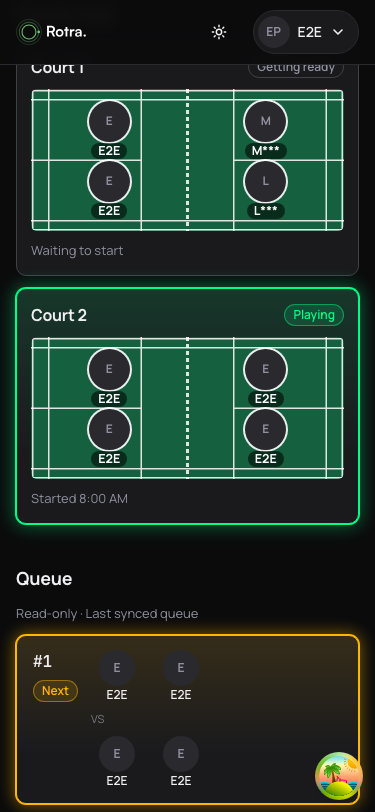 Rotra.
EP E2E
Court 1 Getting ready
E M
E2E M***
E L
E2E L***
Waiting to start
Court 2 Playing
E E
E2E E2E
E E
E2E E2E
Started 8:00 AM
Queue
Read-only · Last synced queue
#1 E E
Next E2E E2E
VS
E E
E2E E2E